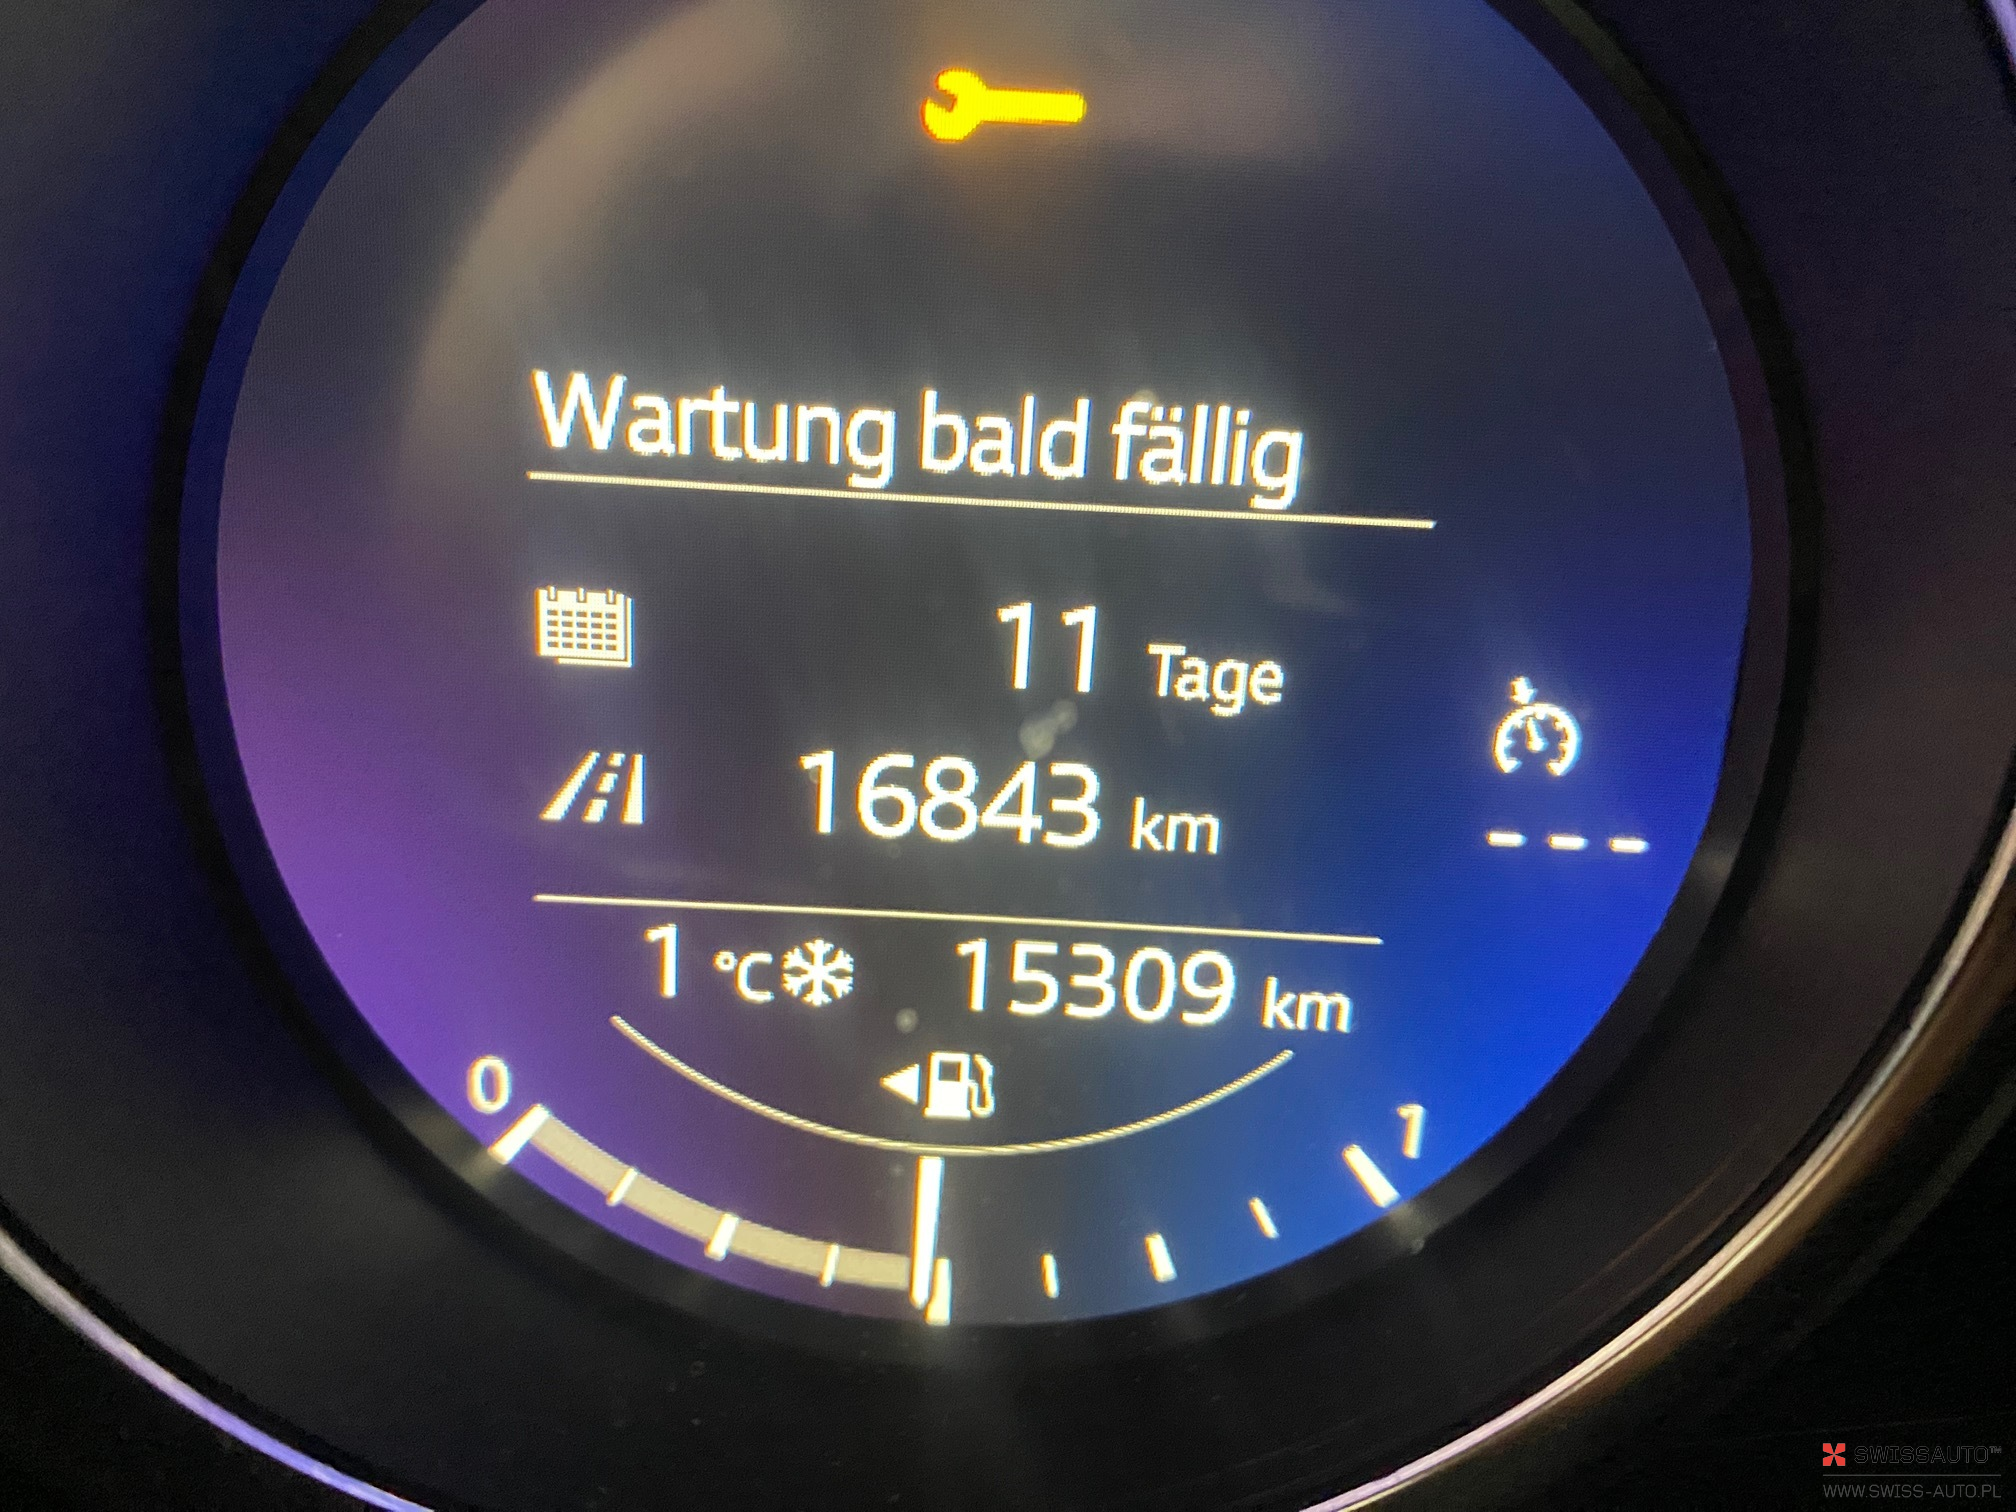 Wartung bald fällig
11 Tage
16843 km
---
1 °C 15309 km
0 1
SWISSAUTO™
WWW.SWISS-AUTO.PL